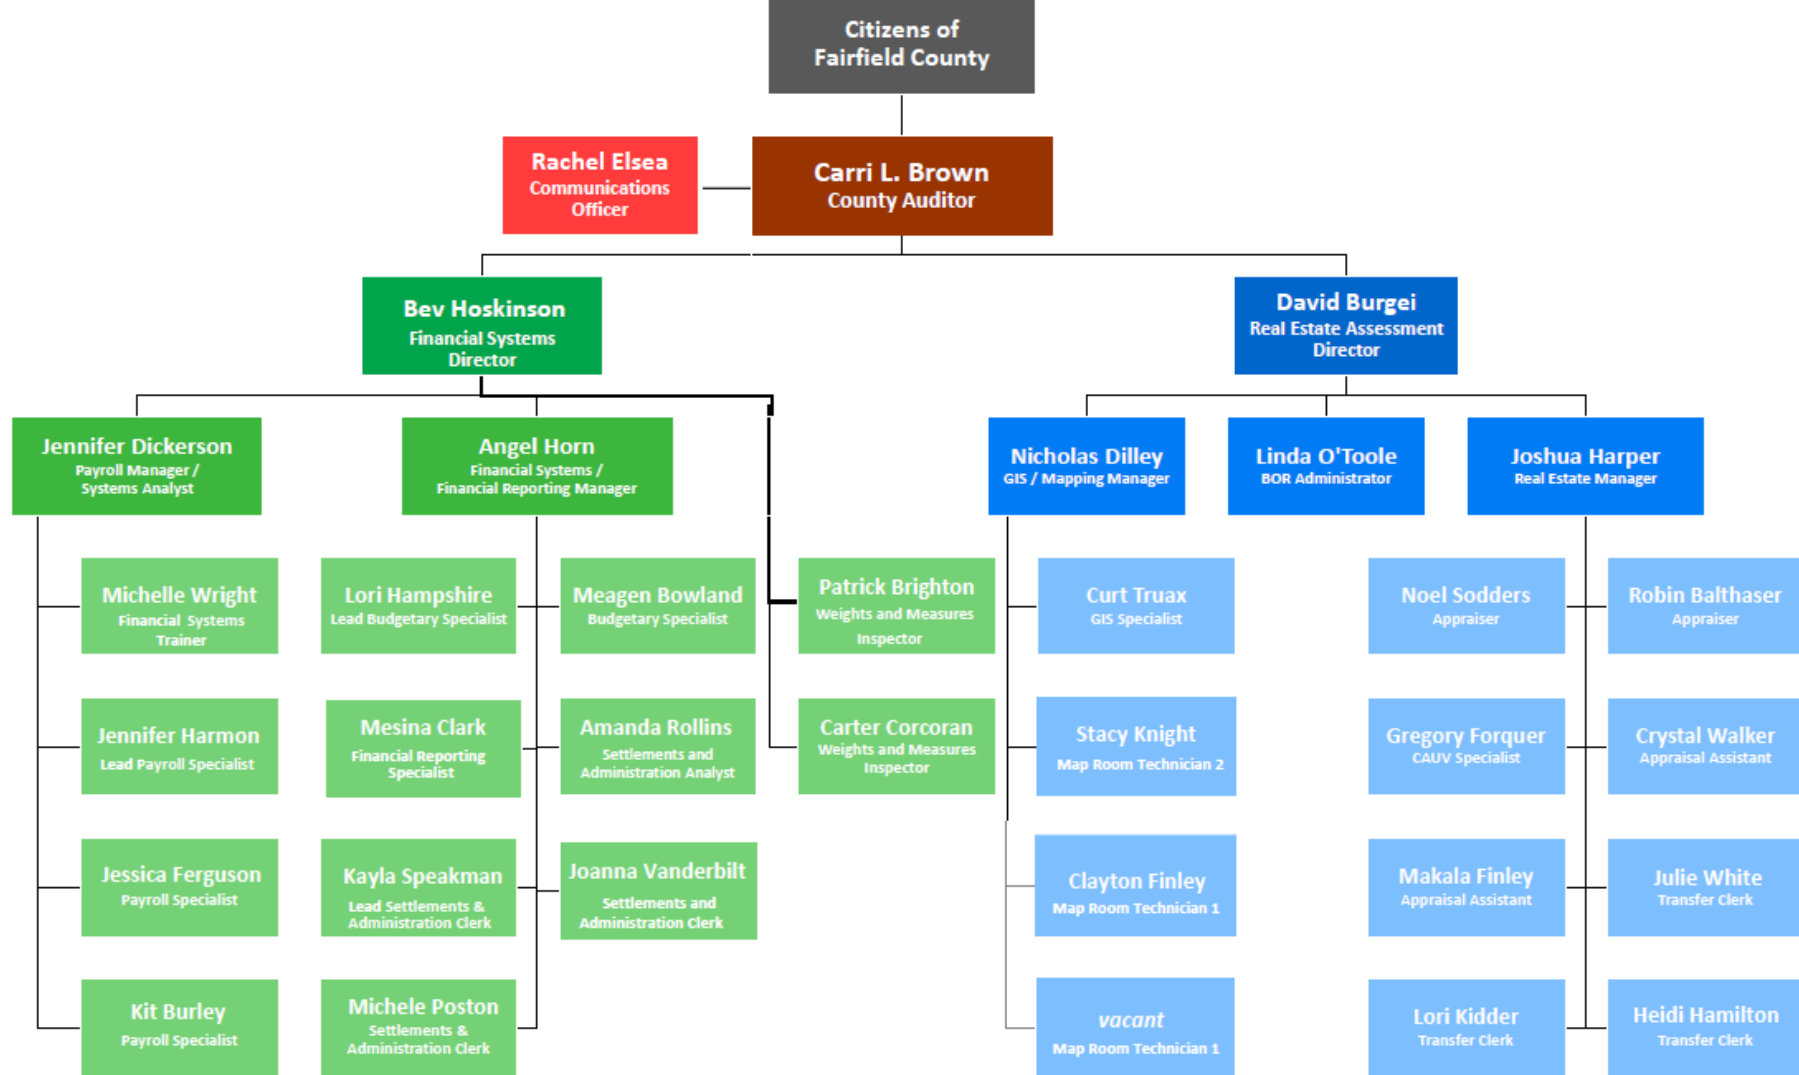 Citizens of
Fairfield County
Rachel Elsea
Communications
Officer
Carri L. Brown
County Auditor
Bev Hoskinson
Financial Systems
Director
David Burgei
Real Estate Assessment
Director
Jennifer Dickerson
Payroll Manager /
Systems Analyst
Angel Horn
Financial Systems /
Financial Reporting Manager
Nicholas Dilley
GIS / Mapping Manager
Linda O'Toole
BOR Administrator
Joshua Harper
Real Estate Manager
Michelle Wright
Financial Systems
Trainer
Lori Hampshire
Lead Budgetary Specialist
Meagen Bowland
Budgetary Specialist
Patrick Brighton
Weights and Measures
Inspector
Curt Truax
GIS Specialist
Noel Sodders
Appraiser
Robin Balthaser
Appraiser
Jennifer Harmon
Lead Payroll Specialist
Mesina Clark
Financial Reporting
Specialist
Amanda Rollins
Settlements and
Administration Analyst
Carter Corcoran
Weights and Measures
Inspector
Stacy Knight
Map Room Technician 2
Gregory Forquer
CAUV Specialist
Crystal Walker
Appraisal Assistant
Jessica Ferguson
Payroll Specialist
Kayla Speakman
Lead Settlements &
Administration Clerk
Joanna Vanderbilt
Settlements and
Administration Clerk
Clayton Finley
Map Room Technician 1
Makala Finley
Appraisal Assistant
Julie White
Transfer Clerk
Kit Burley
Payroll Specialist
Michele Poston
Settlements &
Administration Clerk
vacant
Map Room Technician 1
Lori Kidder
Transfer Clerk
Heidi Hamilton
Transfer Clerk